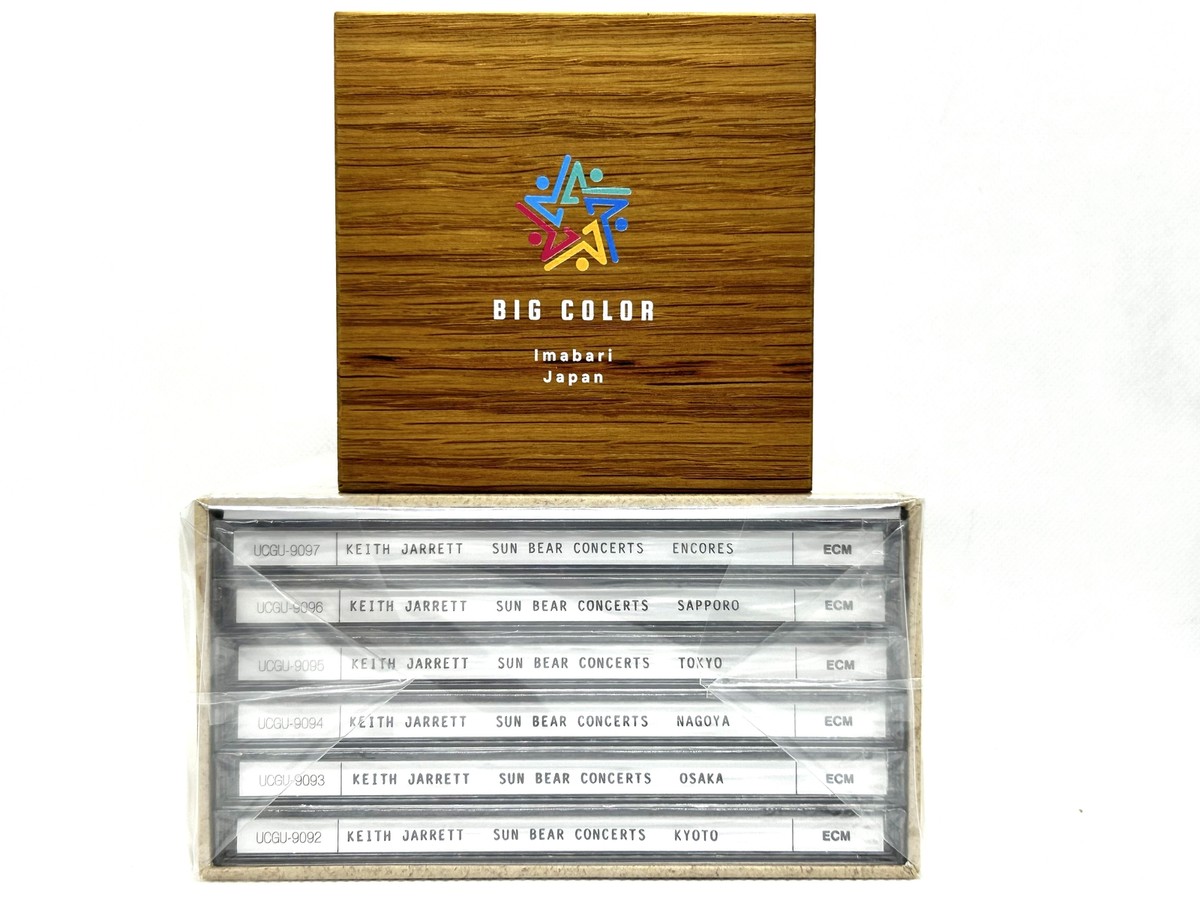 BIG COLOR
Imabari
Japan
UCGU-9097 KEITH JARRETT SUN BEAR CONCERTS ENCORES ECM
UCGU-9096 KEITH JARRETT SUN BEAR CONCERTS SAPPORO ECM
UCGU-9095 KEITH JARRETT SUN BEAR CONCERTS TOKYO ECM
UCGU-9094 KEITH JARRETT SUN BEAR CONCERTS NAGOYA ECM
UCGU-9093 KEITH JARRETT SUN BEAR CONCERTS OSAKA ECM
UCGU-9092 KEITH JARRETT SUN BEAR CONCERTS KYOTO ECM